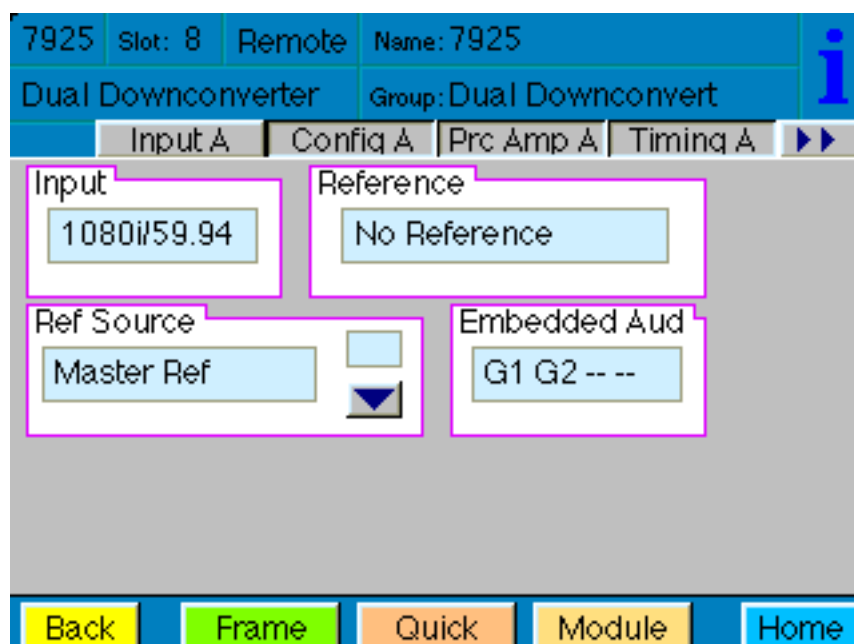 7925 Slot: 8 Remote Name: 7925
Dual Downconverter Group: Dual Downconvert
Input A Config A Prc Amp A Timing A
Input Reference
1080i/59.94 No Reference
Ref Source Embedded Aud
Master Ref G1 G2 -- --
Back Frame Quick Module Home